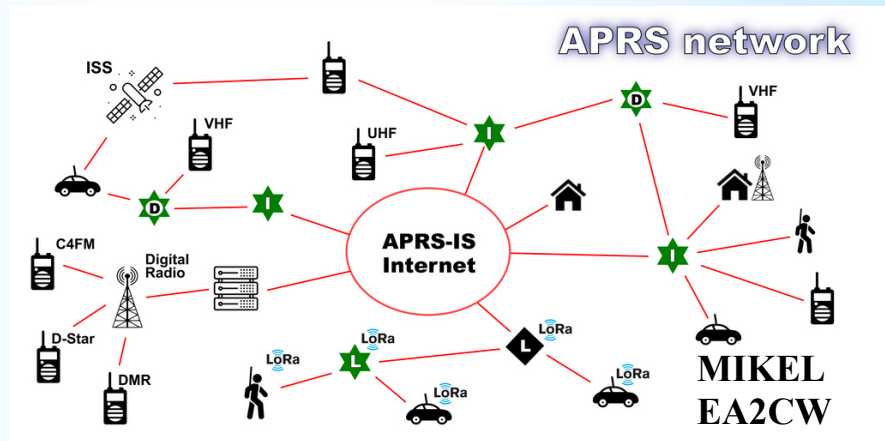 APRS network
ISS
VHF
UHF
I
D
VHF
D
I
C4FM
Digital
Radio
APRS-IS
Internet
I
D-Star
DMR
LoRa
L
LoRa
LoRa
L
LoRa
LoRa
MIKEL
EA2CW